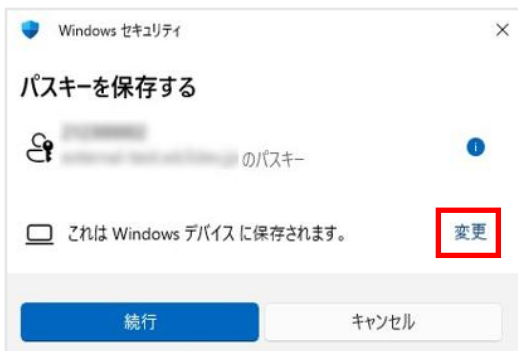 Windows セキュリティ
パスキーを保存する
のパスキー
これは Windows デバイス に保存されます。
変更
続行
キャンセル